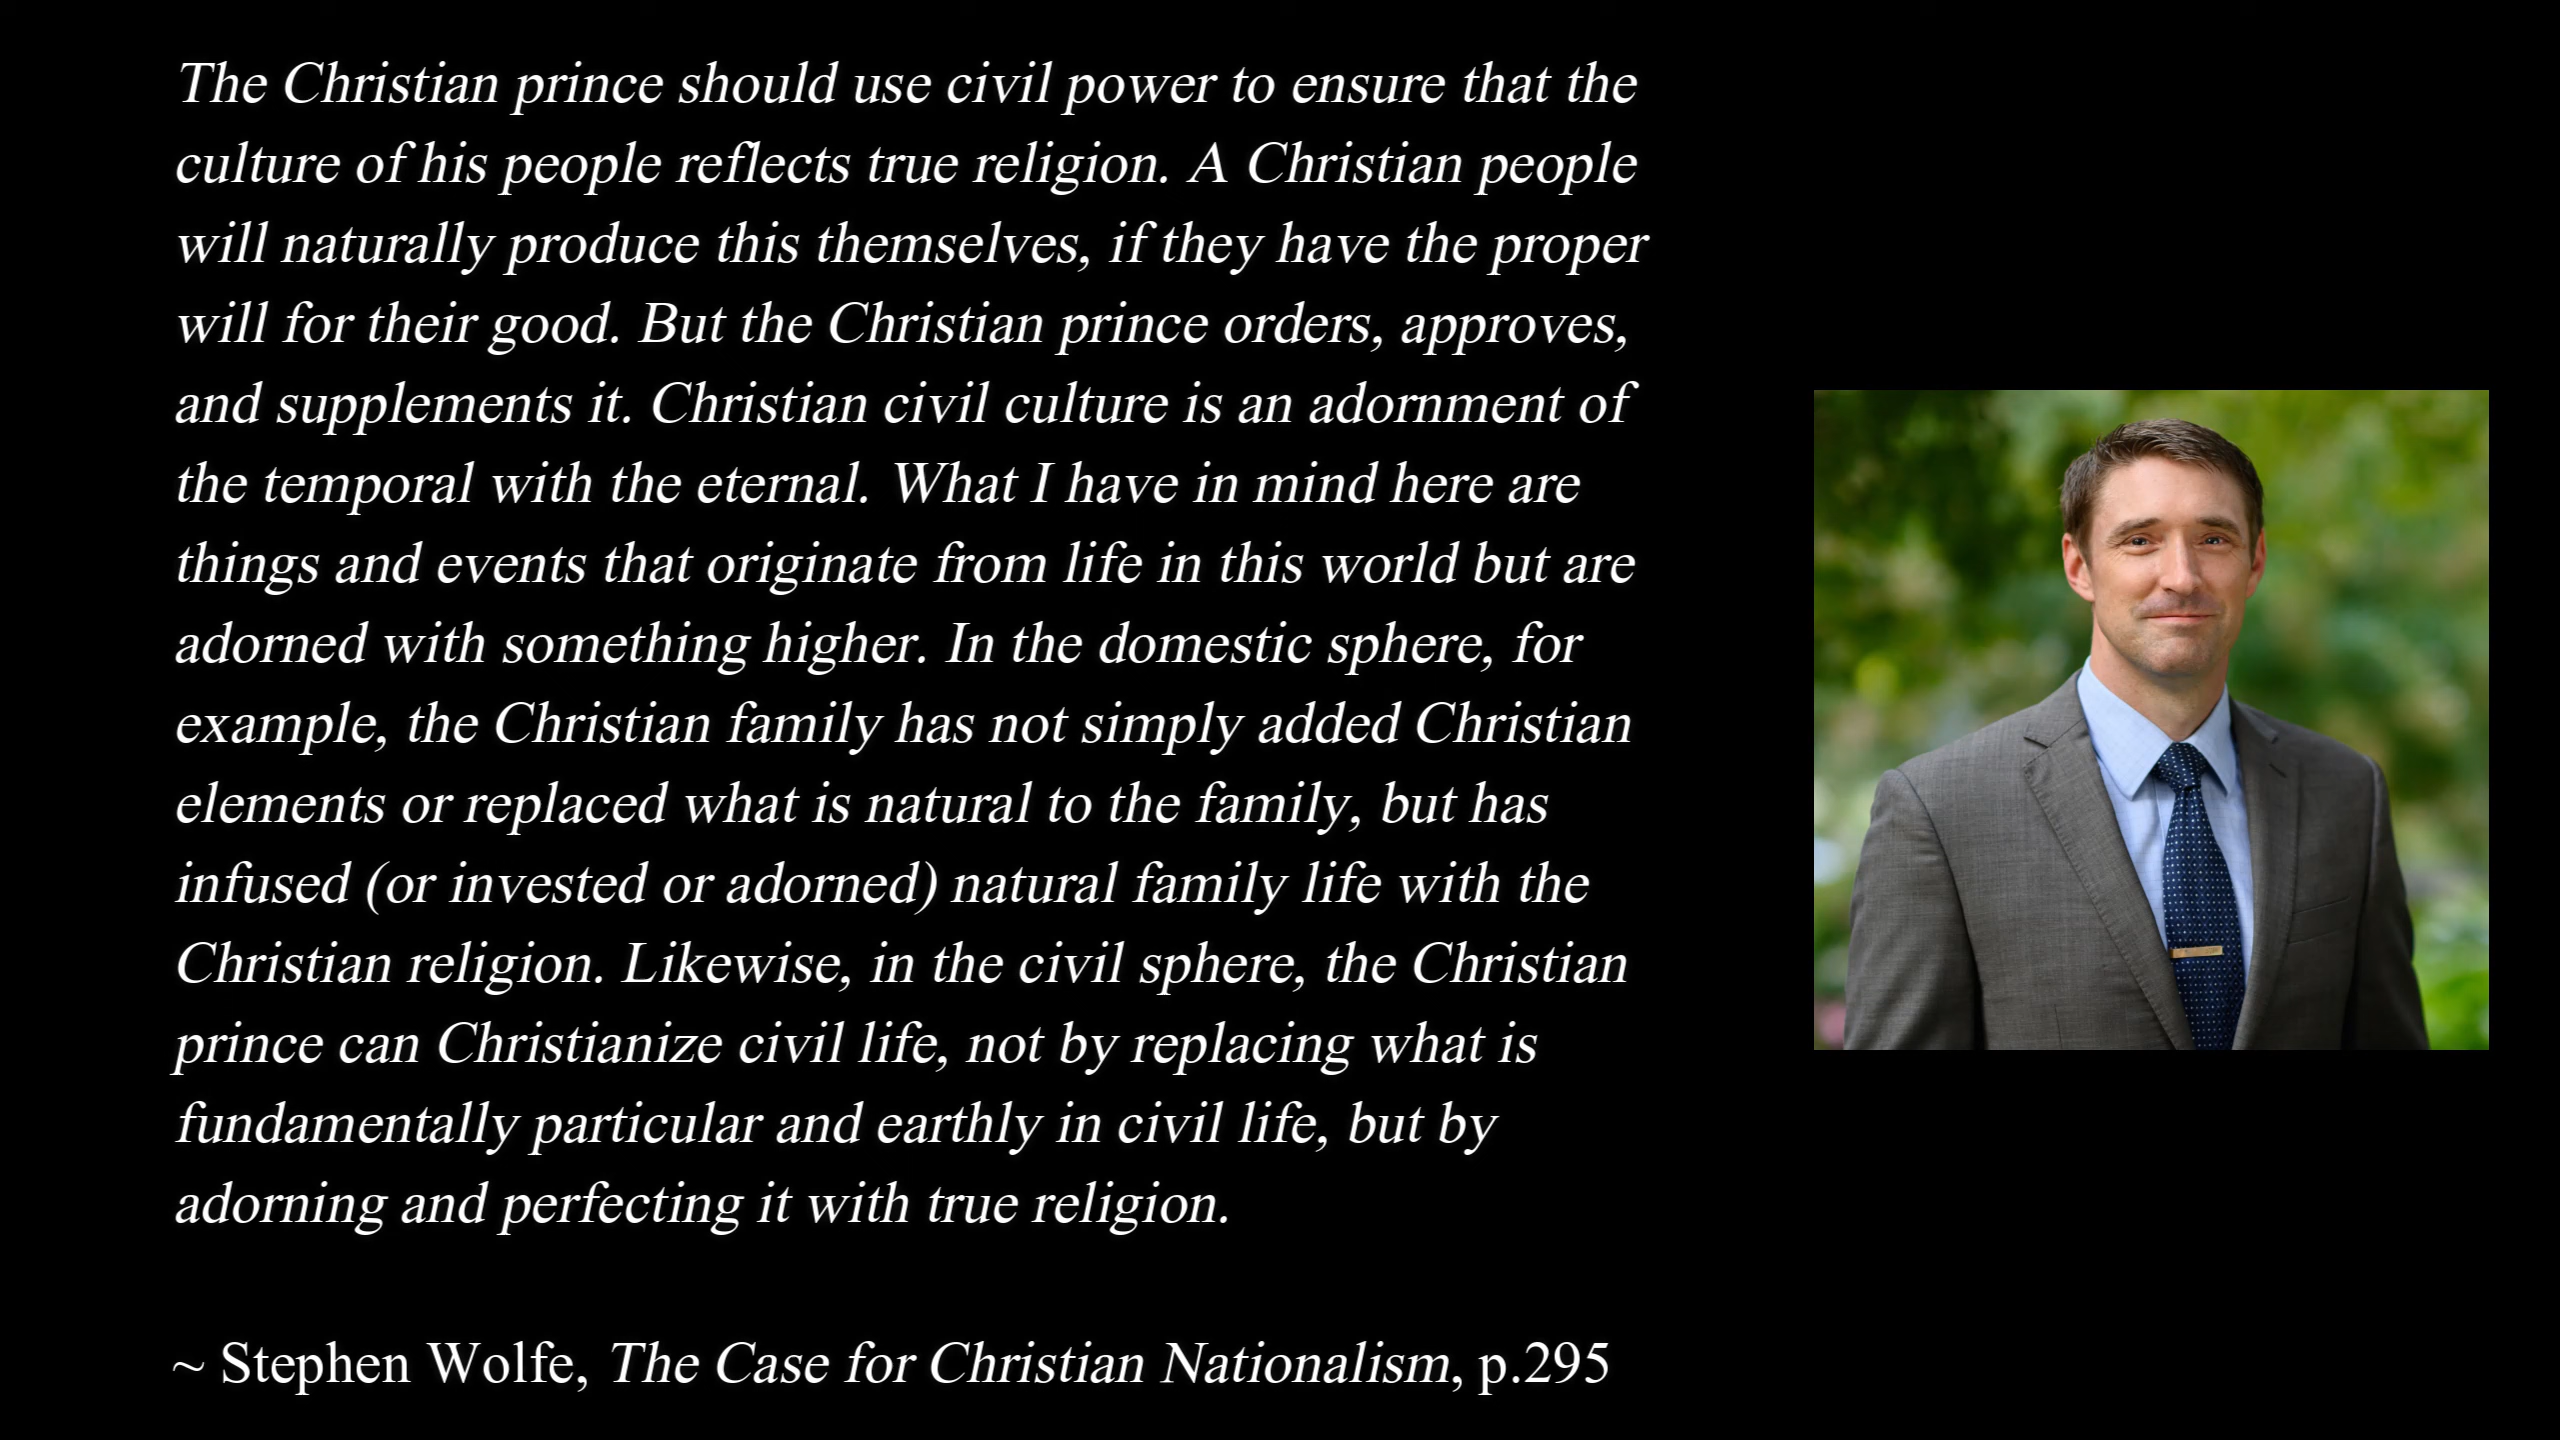 The Christian prince should use civil power to ensure that the
culture of his people reflects true religion. A Christian people
will naturally produce this themselves, if they have the proper
will for their good. But the Christian prince orders, approves,
and supplements it. Christian civil culture is an adornment of
the temporal with the eternal. What I have in mind here are
things and events that originate from life in this world but are
adorned with something higher. In the domestic sphere, for
example, the Christian family has not simply added Christian
elements or replaced what is natural to the family, but has
infused (or invested or adorned) natural family life with the
Christian religion. Likewise, in the civil sphere, the Christian
prince can Christianize civil life, not by replacing what is
fundamentally particular and earthly in civil life, but by
adorning and perfecting it with true religion.
~ Stephen Wolfe, The Case for Christian Nationalism, p.295